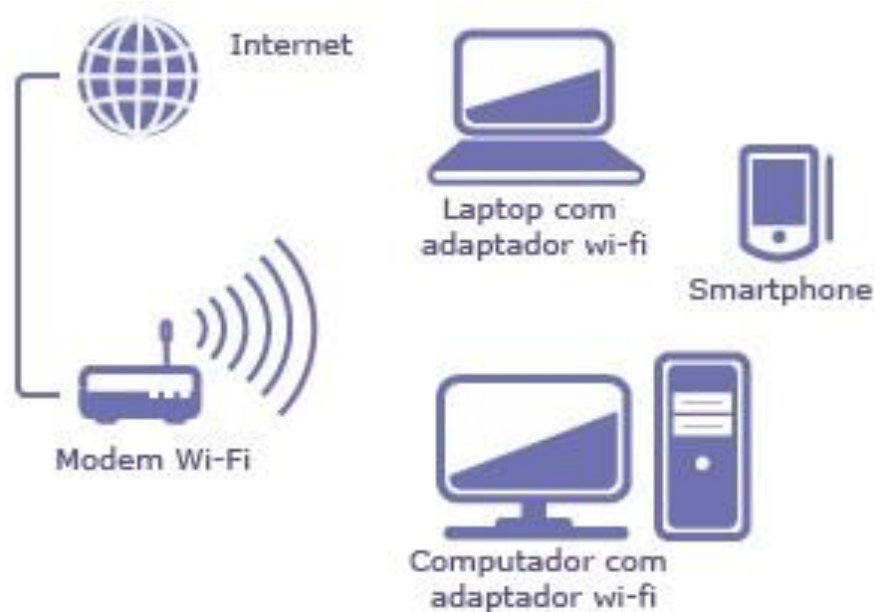 Internet
Laptop com
adaptador wi-fi
Smartphone
Modem Wi-Fi
Computador com
adaptador wi-fi